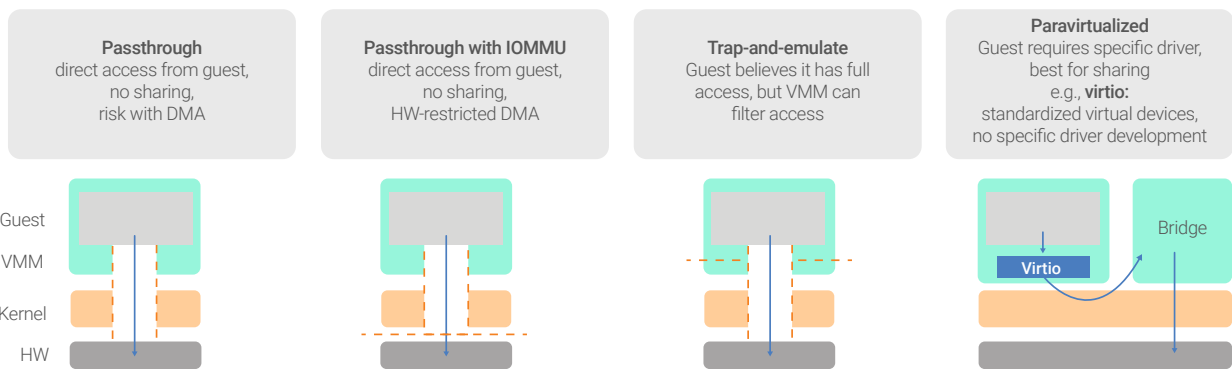 Passthrough
direct access from guest,
no sharing,
risk with DMA
Passthrough with IOMMU
direct access from guest,
no sharing,
HW-restricted DMA
Trap-and-emulate
Guest believes it has full
access, but VMM can
filter access
Paravirtualized
Guest requires specific driver,
best for sharing
e.g., virtio:
standardized virtual devices,
no specific driver development
Guest
VMM
Kernel
HW
Virtio
Bridge